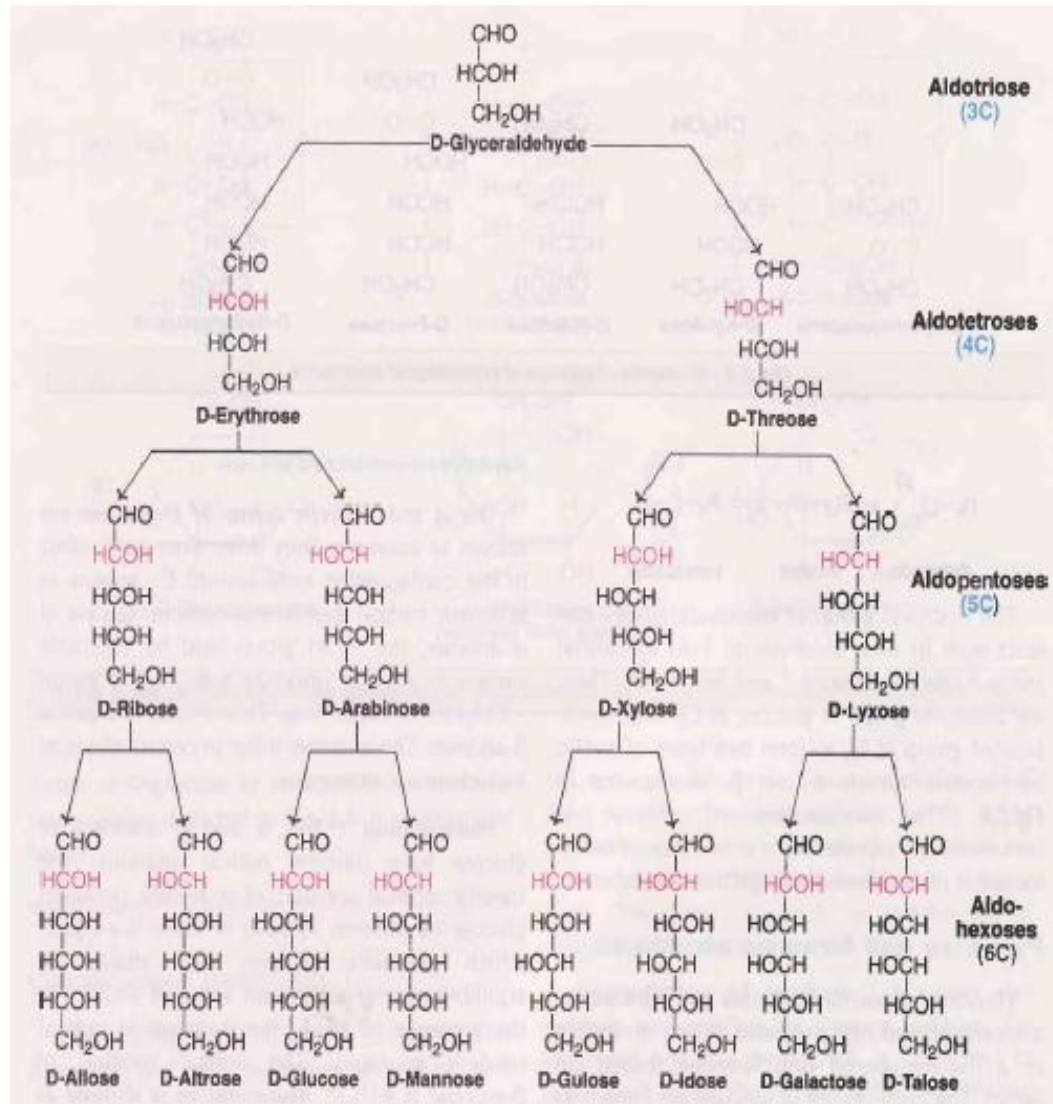 CHO
HCOH
CH₂OH
D-Glyceraldehyde
Aldotriose
(3C)
CHO
HCOH
HCOH
CH₂OH
D-Erythrose
CHO
HOCH
HCOH
CH₂OH
D-Threose
Aldotetroses
(4C)
CHO
HCOH
HCOH
HCOH
CH₂OH
D-Ribose
CHO
HOCH
HCOH
HCOH
CH₂OH
D-Arabinose
CHO
HCOH
HOCH
HCOH
CH₂OH
D-Xylose
CHO
HOCH
HOCH
HCOH
CH₂OH
D-Lyxose
Aldopentoses
(5C)
CHO
HCOH
HCOH
HCOH
HCOH
CH₂OH
D-Allose
CHO
HOCH
HCOH
HCOH
HCOH
CH₂OH
D-Altrose
CHO
HCOH
HOCH
HCOH
HCOH
CH₂OH
D-Glucose
CHO
HOCH
HOCH
HCOH
HCOH
CH₂OH
D-Mannose
CHO
HCOH
HCOH
HOCH
HCOH
CH₂OH
D-Gulose
CHO
HOCH
HCOH
HOCH
HCOH
CH₂OH
D-Idose
CHO
HCOH
HOCH
HOCH
HCOH
CH₂OH
D-Galactose
CHO
HOCH
HOCH
HOCH
HCOH
CH₂OH
D-Talose
Aldo-
hexoses
(6C)